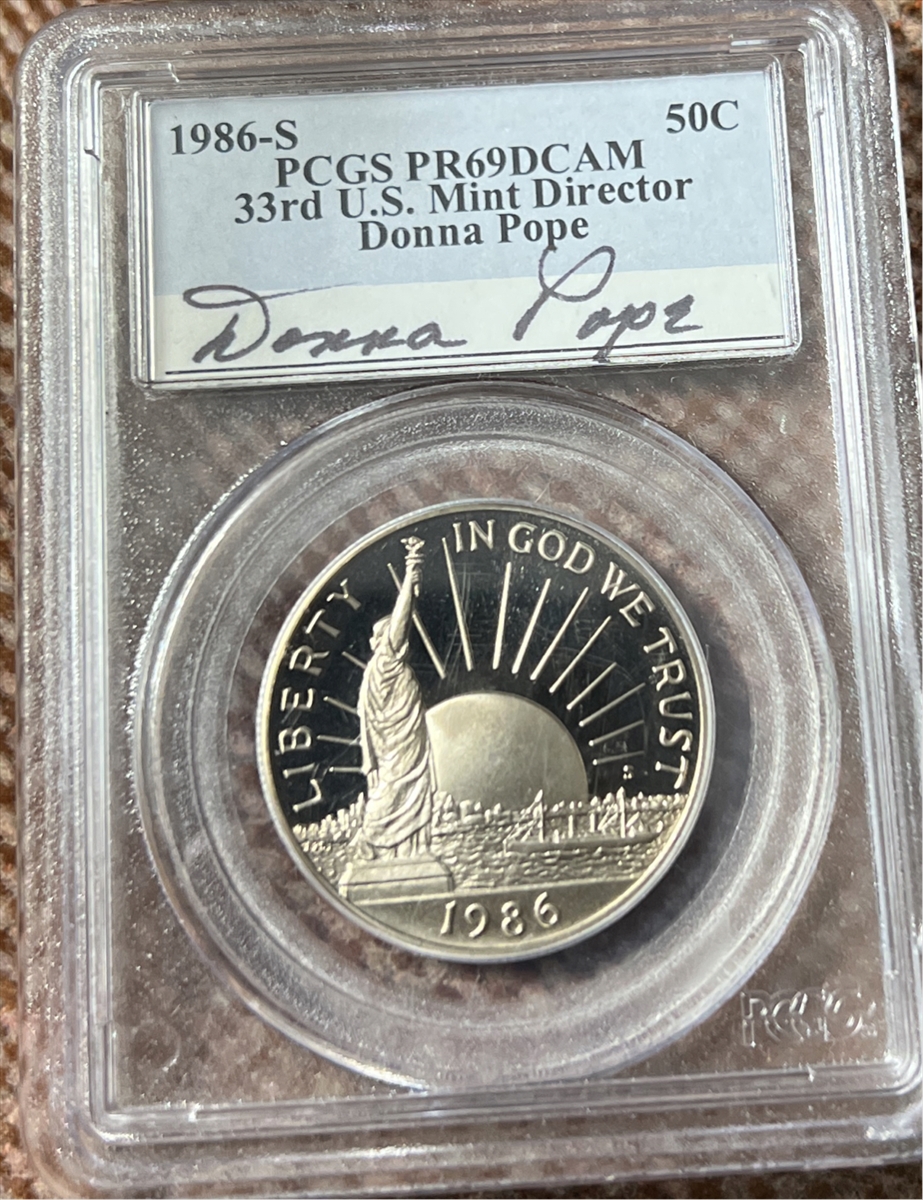 1986-S 50C
PCGS PR69DCAM
33rd U.S. Mint Director
Donna Pope
Donna Pope
LIBERTY
IN GOD WE TRUST
S
1986
PCGS